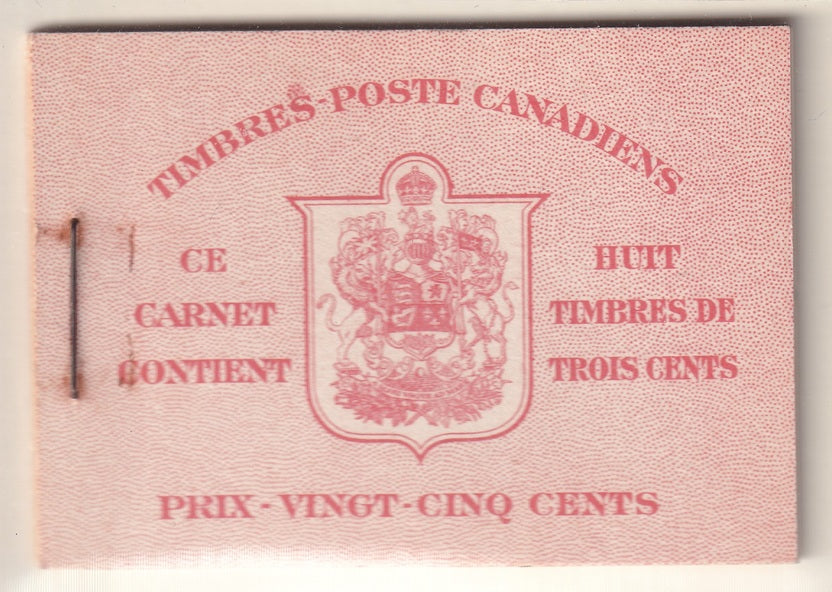 TIMBRES-POSTE CANADIENS
CE
CARNET
CONTIENT
HUIT
TIMBRES DE
TROIS CENTS
PRIX-VINGT-CINQ CENTS